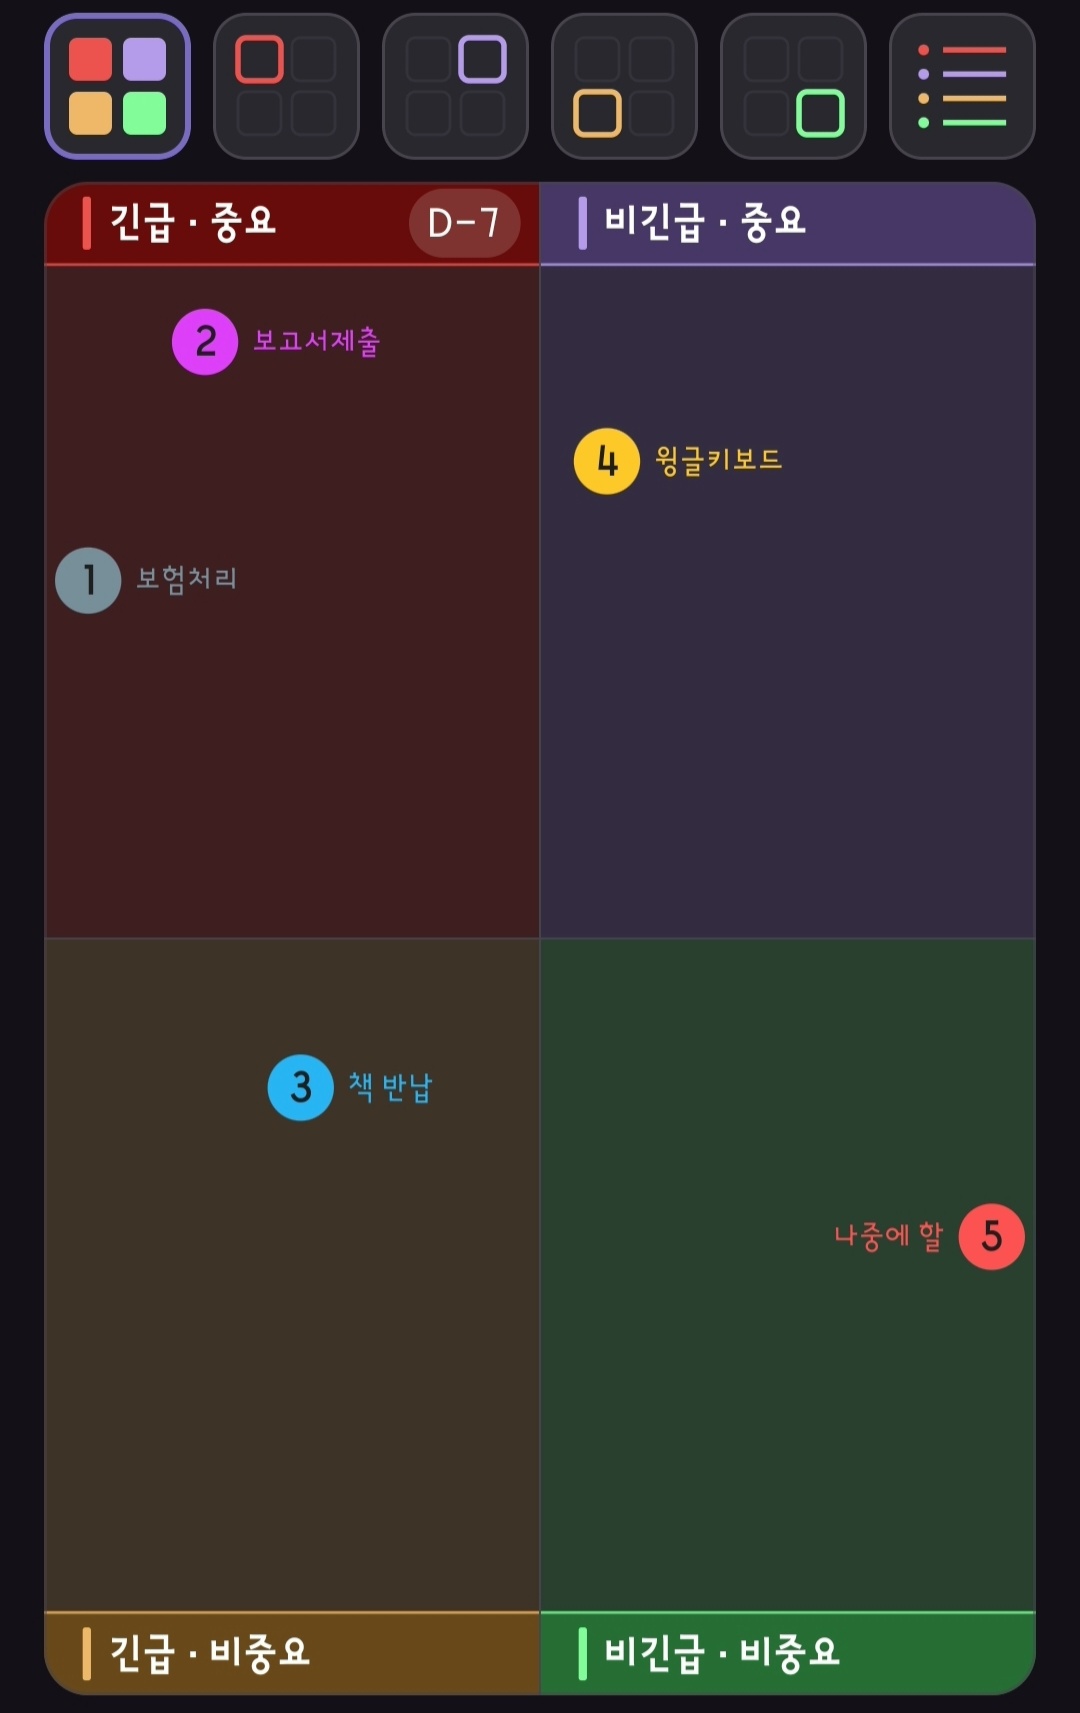 긴급 · 중요 D-7
비긴급 · 중요
2 보고서제출
4 윙글키보드
1 보험처리
3 책 반납
나중에 할 5
긴급 · 비중요
비긴급 · 비중요